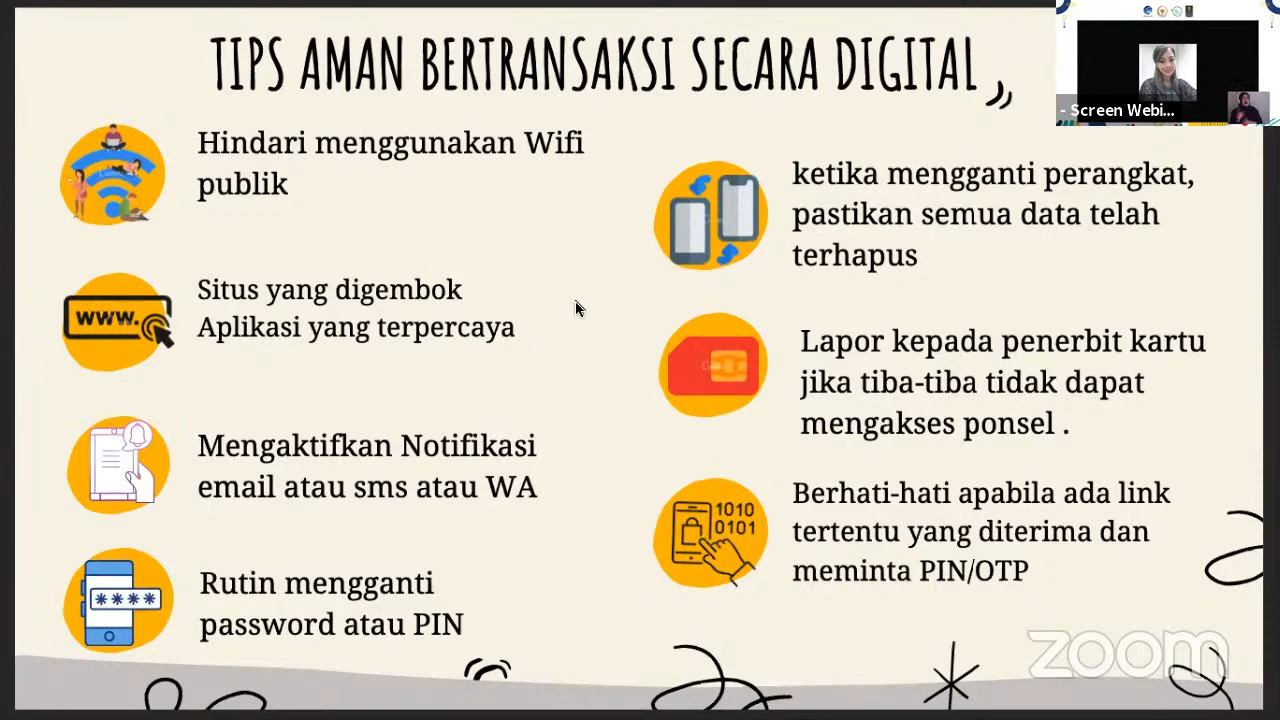 TIPS AMAN BERTRANSAKSI SECARA DIGITAL
Hindari menggunakan Wifi
publik
www.
Situs yang digembok
Aplikasi yang terpercaya
Mengaktifkan Notifikasi
email atau sms atau WA
****
Rutin mengganti
password atau PIN
ketika mengganti perangkat,
pastikan semua data telah
terhapus
Lapor kepada penerbit kartu
jika tiba-tiba tidak dapat
mengakses ponsel .
1010
0101
Berhati-hati apabila ada link
tertentu yang diterima dan
meminta PIN/OTP
- Screen Webi...
zoom